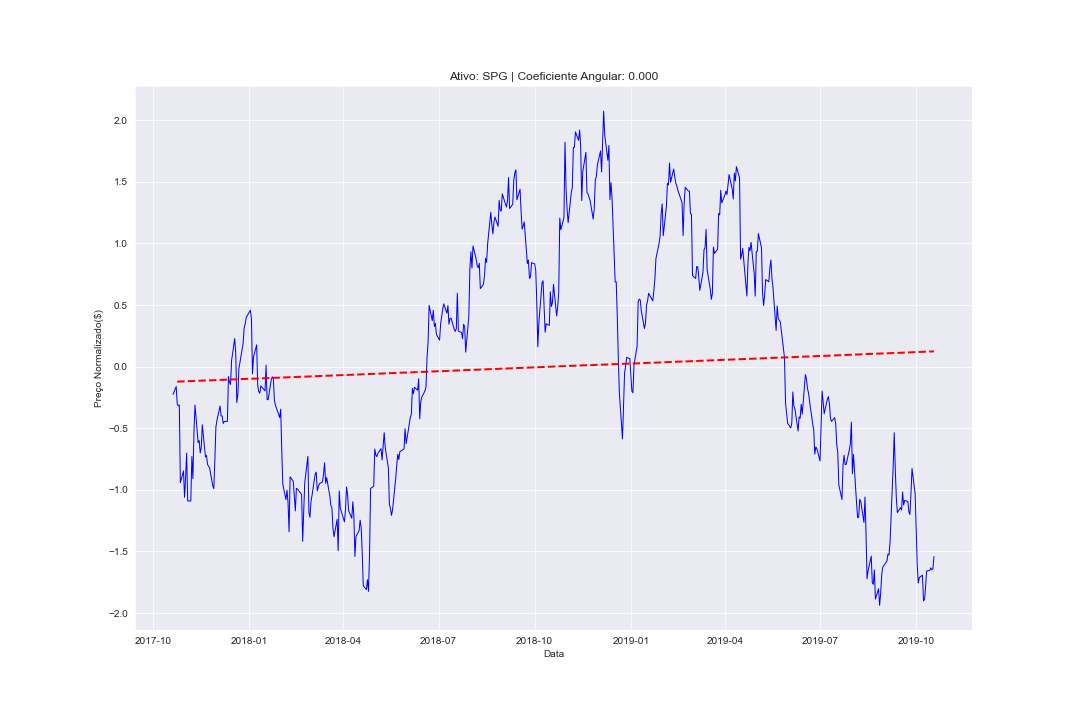 Ativo: SPG | Coeficiente Angular: 0.000
Preço Normalizado($)
2.0
1.5
1.0
0.5
0.0
−0.5
−1.0
−1.5
−2.0
2017-10 2018-01 2018-04 2018-07 2018-10 2019-01 2019-04 2019-07 2019-10
Data